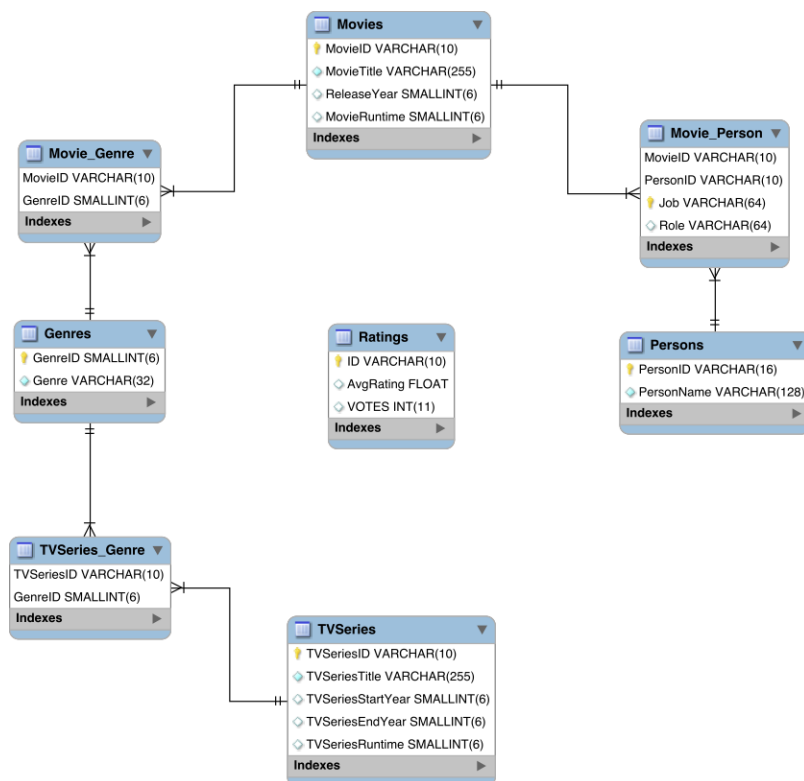 Movies
MovieID VARCHAR(10)
MovieTitle VARCHAR(255)
ReleaseYear SMALLINT(6)
MovieRuntime SMALLINT(6)
Indexes
Movie_Genre
MovieID VARCHAR(10)
GenreID SMALLINT(6)
Indexes
Movie_Person
MovieID VARCHAR(10)
PersonID VARCHAR(10)
Job VARCHAR(64)
Role VARCHAR(64)
Indexes
Genres
GenreID SMALLINT(6)
Genre VARCHAR(32)
Indexes
Ratings
ID VARCHAR(10)
AvgRating FLOAT
VOTES INT(11)
Indexes
Persons
PersonID VARCHAR(16)
PersonName VARCHAR(128)
Indexes
TVSeries_Genre
TVSeriesID VARCHAR(10)
GenreID SMALLINT(6)
Indexes
TVSeries
TVSeriesID VARCHAR(10)
TVSeriesTitle VARCHAR(255)
TVSeriesStartYear SMALLINT(6)
TVSeriesEndYear SMALLINT(6)
TVSeriesRuntime SMALLINT(6)
Indexes